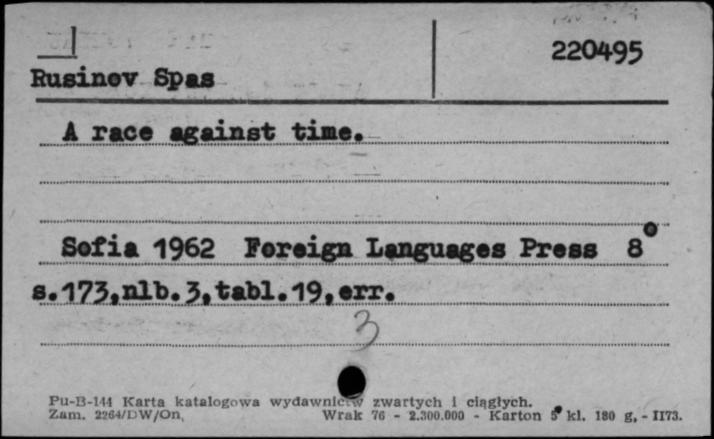 220495
Rusinov Spas
A race against time.
Sofia 1962 Foreign Languages Press 8°
s.173,nlb.3,tabl.19,err.
3
Pu-B-144 Karta katalogowa wydawnictw zwartych i ciągłych.
Zam. 2264/DW/On, Wrak 76 - 2.300.000 - Karton 5 kl. 180 g, - II73.